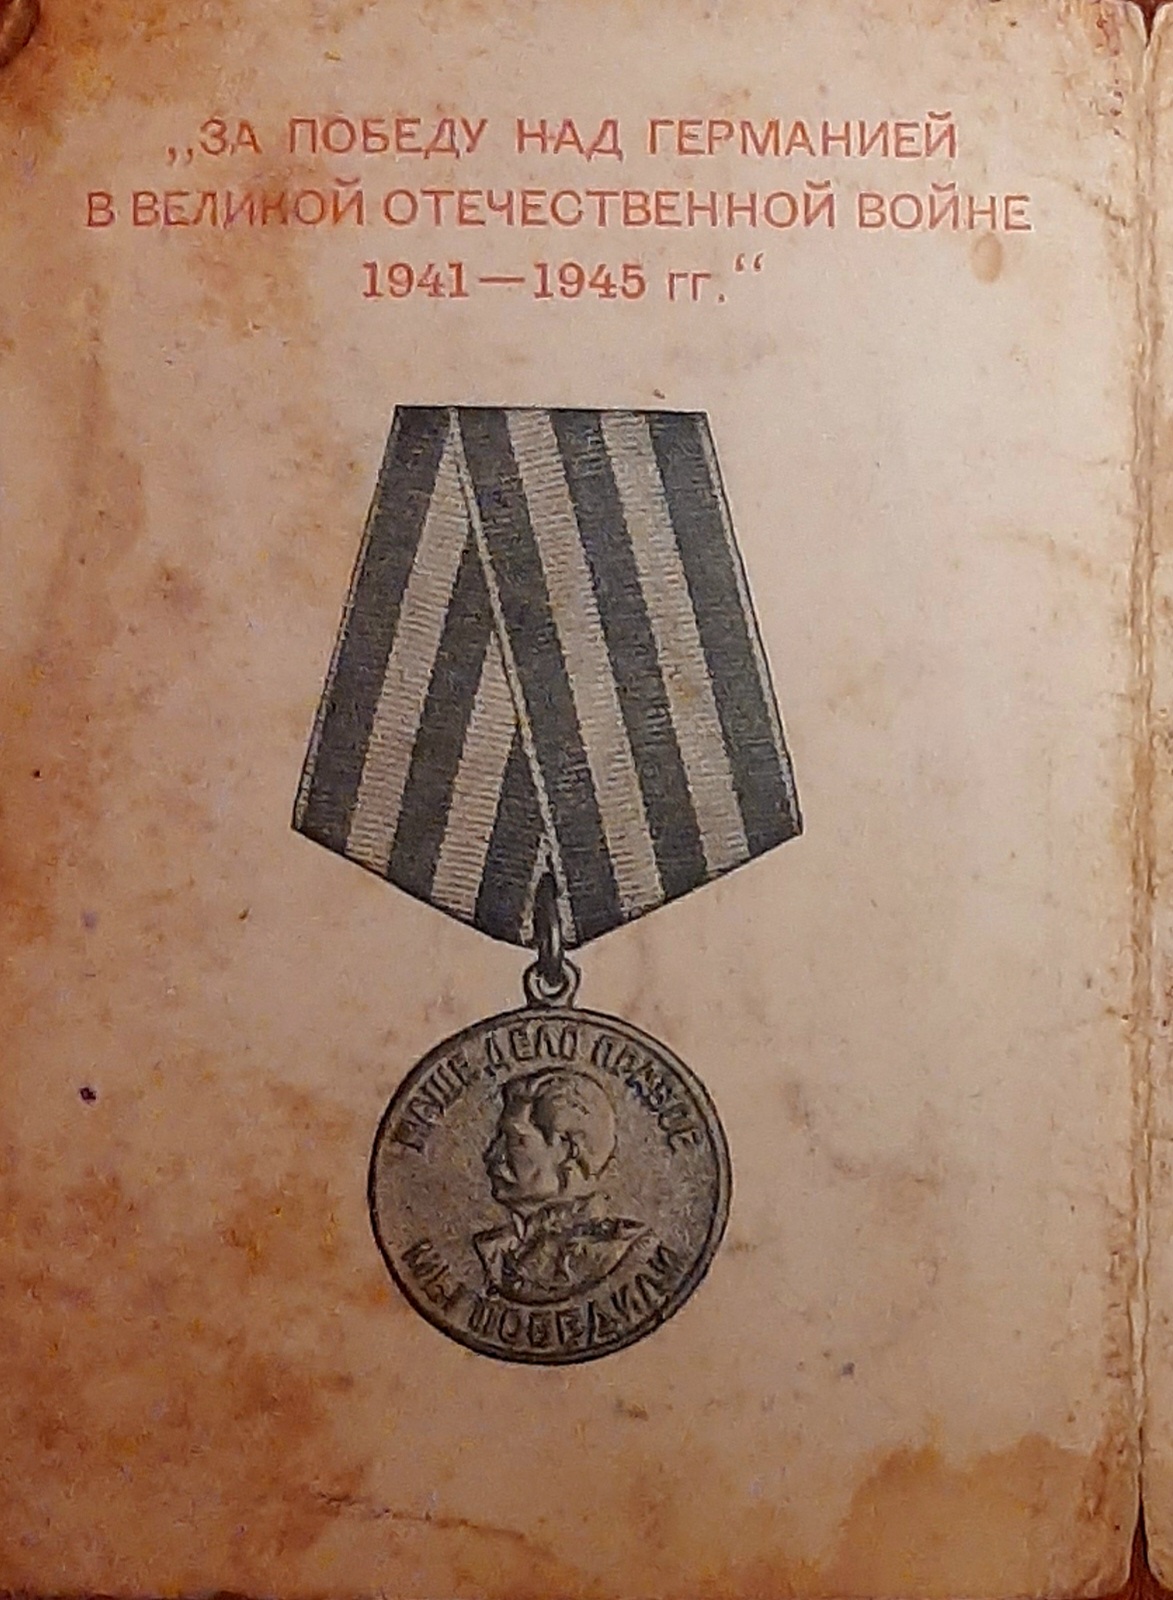 „ЗА ПОБЕДУ НАД ГЕРМАНИЕЙ
В ВЕЛИКОЙ ОТЕЧЕСТВЕННОЙ ВОЙНЕ
1941—1945 гг.“
НАШЕ ДЕЛО ПРАВОЕ
МЫ ПОБЕДИЛИ